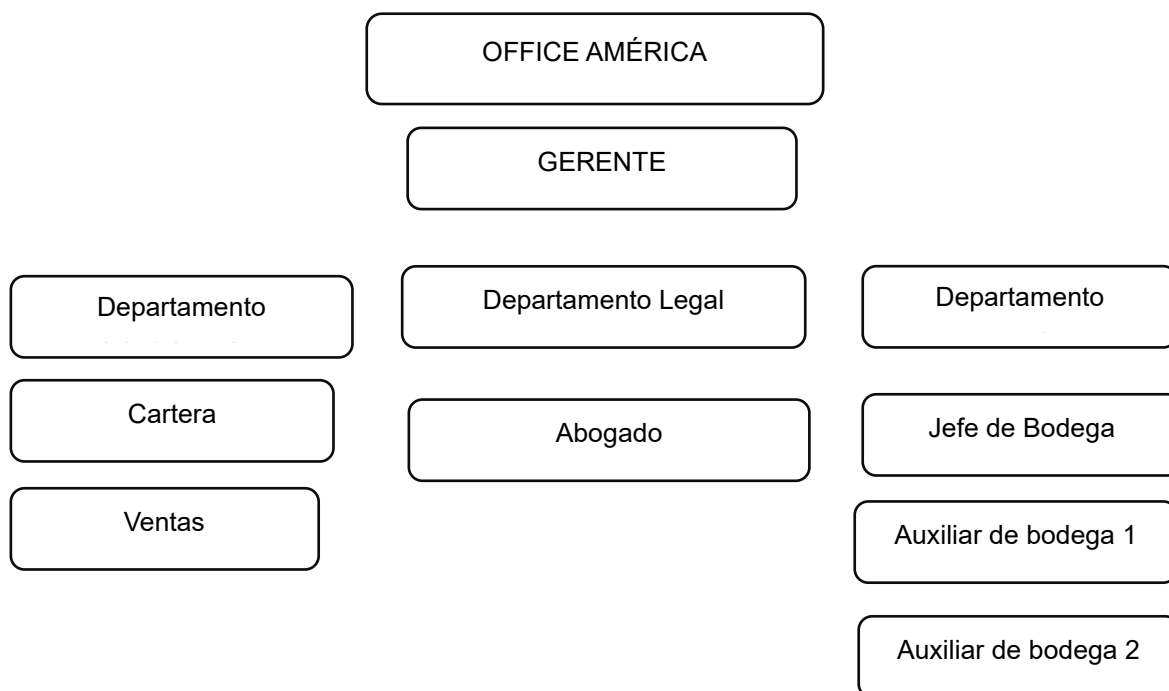 OFFICE AMÉRICA
GERENTE
Departamento
Departamento Legal
Departamento
Cartera
Abogado
Jefe de Bodega
Ventas
Auxiliar de bodega 1
Auxiliar de bodega 2